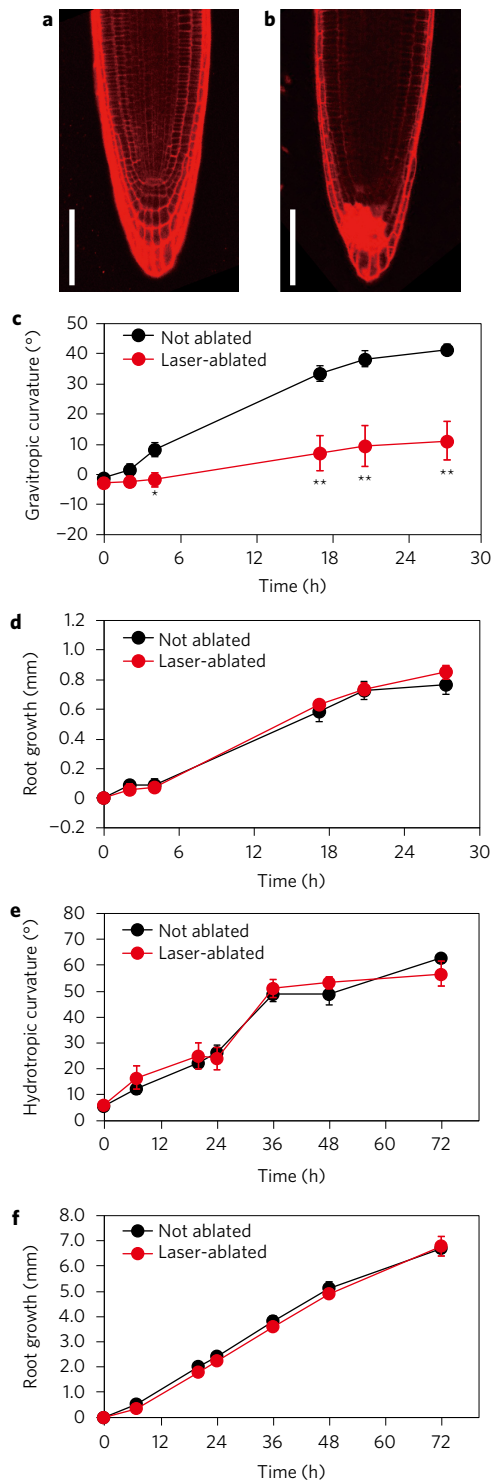 a b
c
50
40
30
20
10
0
−10
−20
Gravitropic curvature (°)
Not ablated
Laser-ablated
*
**
**
**
0 6 12 18 24 30
Time (h)
d
1.2
1.0
0.8
0.6
0.4
0.2
0
−0.2
Root growth (mm)
Not ablated
Laser-ablated
0 6 12 18 24 30
Time (h)
e
80
70
60
50
40
30
20
10
0
Hydrotropic curvature (°)
Not ablated
Laser-ablated
0 12 24 36 48 60 72
Time (h)
f
8.0
7.0
6.0
5.0
4.0
3.0
2.0
1.0
0
Root growth (mm)
Not ablated
Laser-ablated
0 12 24 36 48 60 72
Time (h)